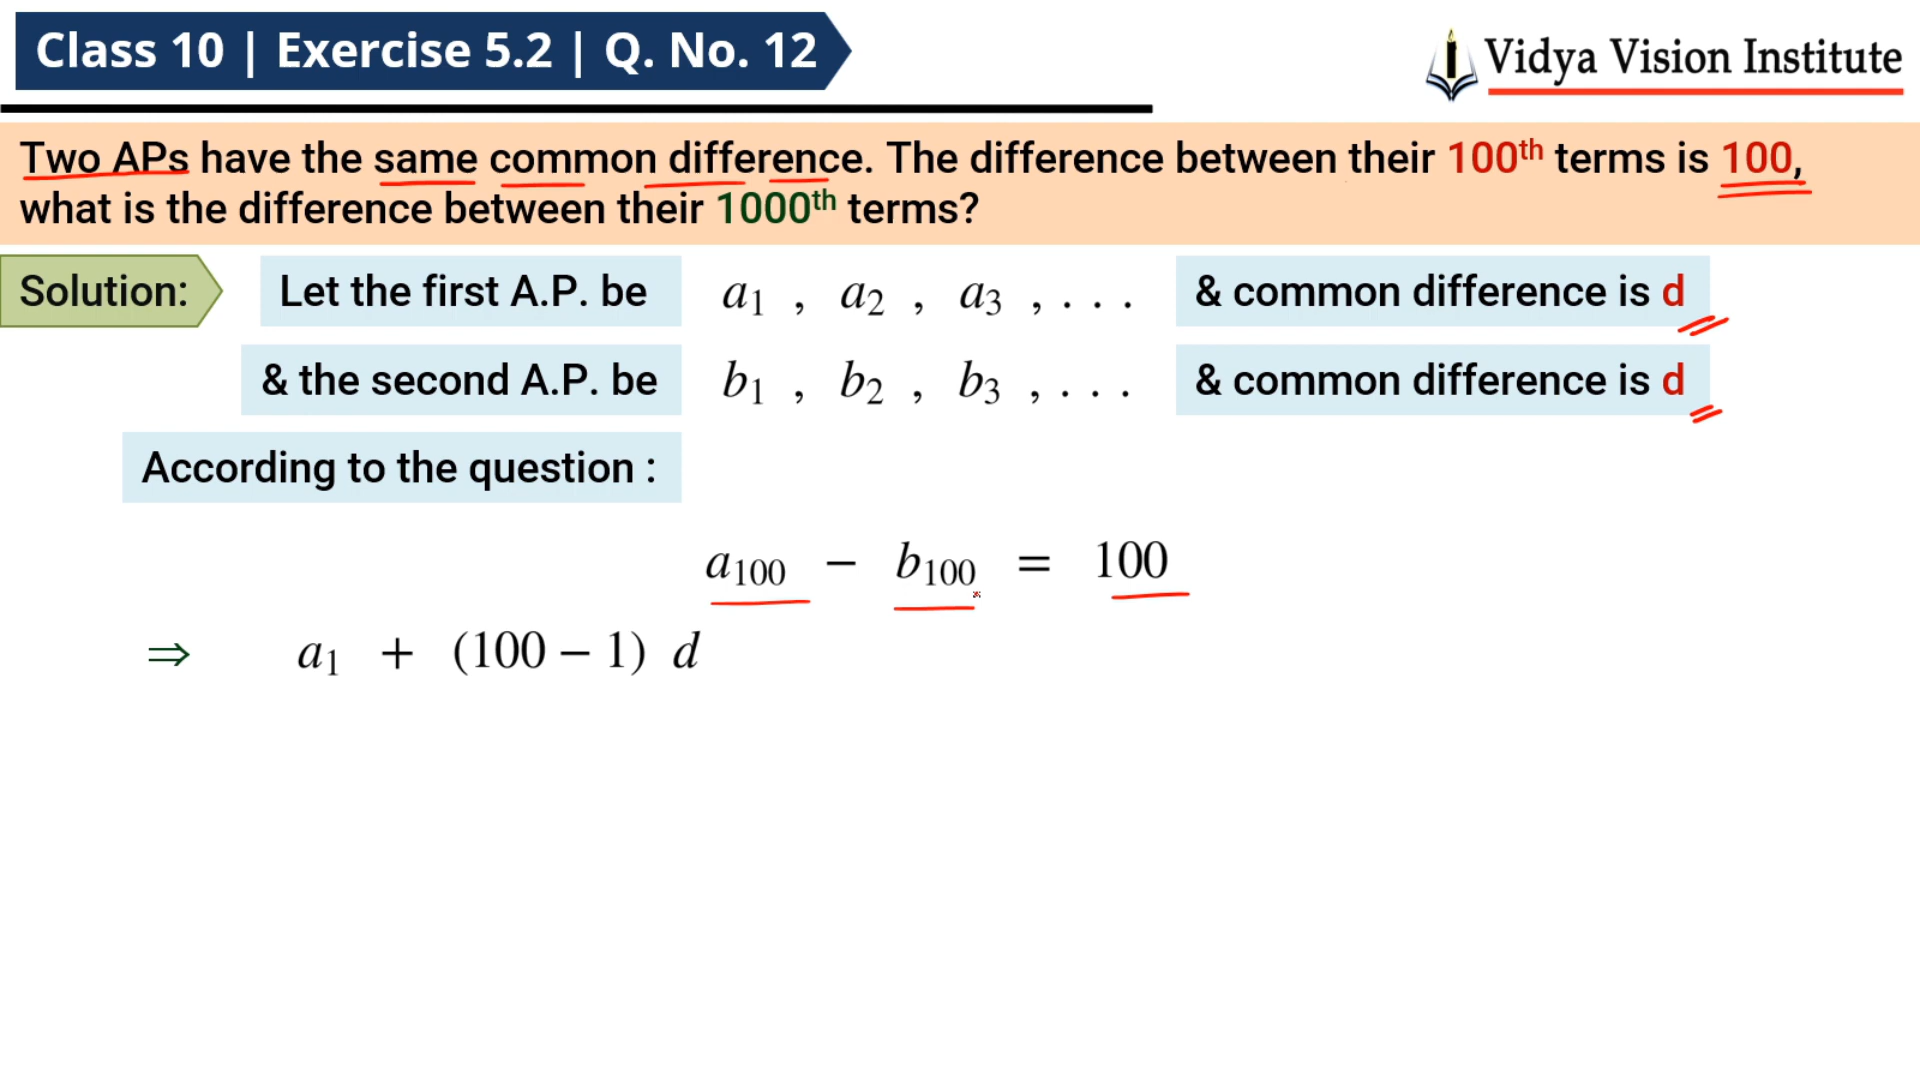 Class 10 | Exercise 5.2 | Q. No. 12
Vidya Vision Institute
Two APs have the same common difference. The difference between their 100th terms is 100,
what is the difference between their 1000th terms?
Solution: Let the first A.P. be a₁ , a₂ , a₃ , . . . & common difference is d
& the second A.P. be b₁ , b₂ , b₃ , . . . & common difference is d
According to the question :
a₁₀₀ − b₁₀₀ = 100
⇒ a₁ + (100 − 1) d